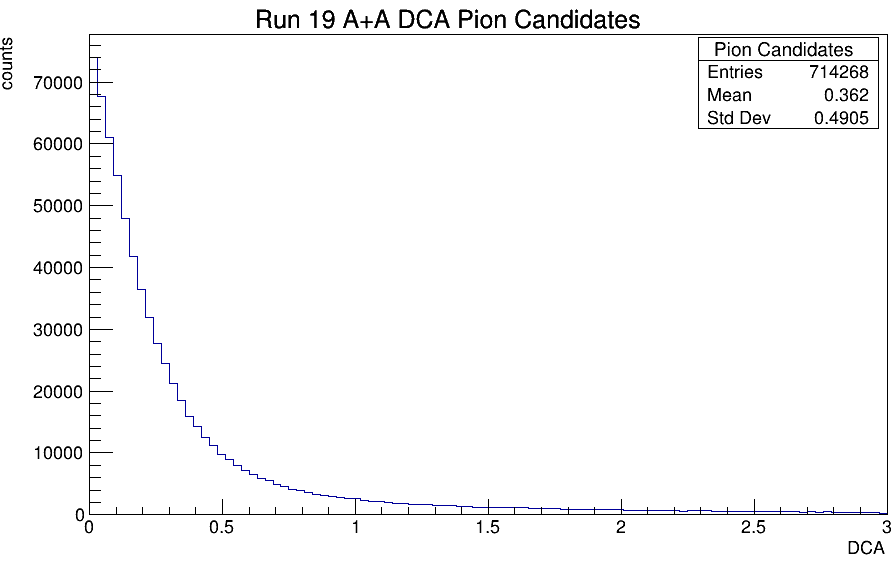 Run 19 A+A DCA Pion Candidates
counts
Pion Candidates
Entries 714268
Mean 0.362
Std Dev 0.4905
70000
60000
50000
40000
30000
20000
10000
0
0 0.5 1 1.5 2 2.5 3
DCA